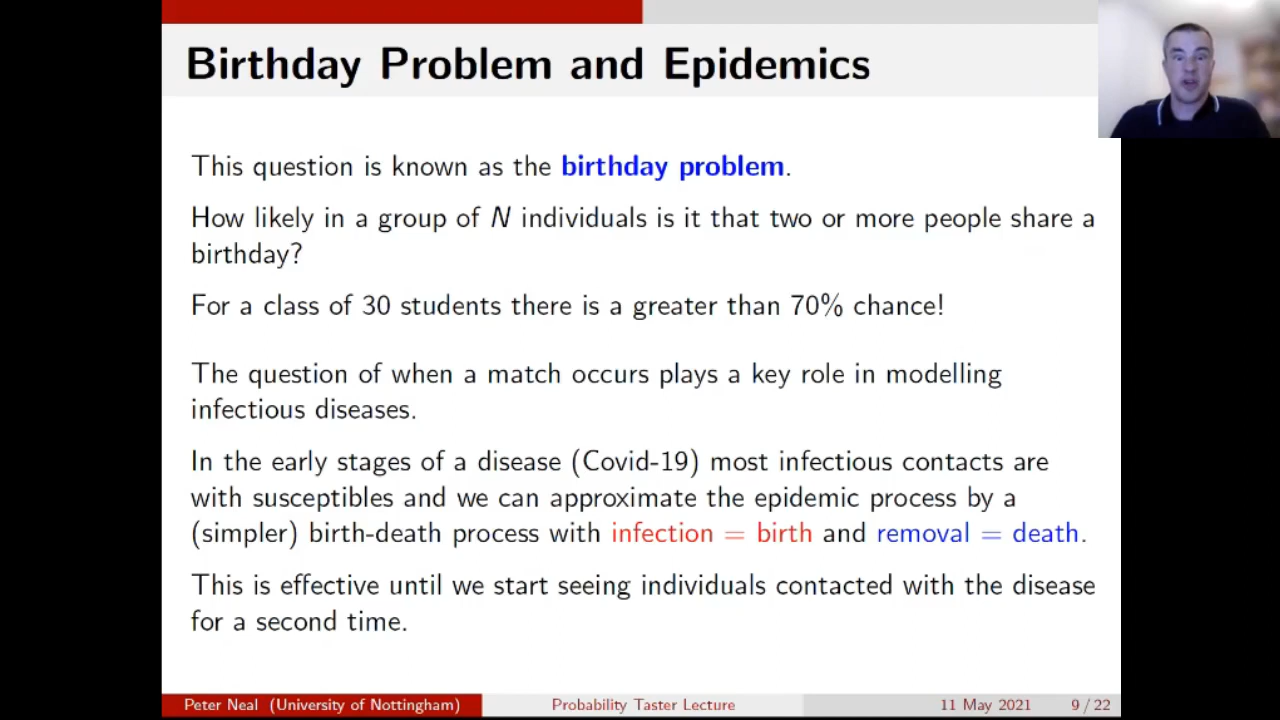 Birthday Problem and Epidemics
This question is known as the birthday problem.
How likely in a group of N individuals is it that two or more people share a
birthday?
For a class of 30 students there is a greater than 70% chance!
The question of when a match occurs plays a key role in modelling
infectious diseases.
In the early stages of a disease (Covid-19) most infectious contacts are
with susceptibles and we can approximate the epidemic process by a
(simpler) birth-death process with infection = birth and removal = death.
This is effective until we start seeing individuals contacted with the disease
for a second time.
Peter Neal (University of Nottingham) Probability Taster Lecture 11 May 2021 9 / 22